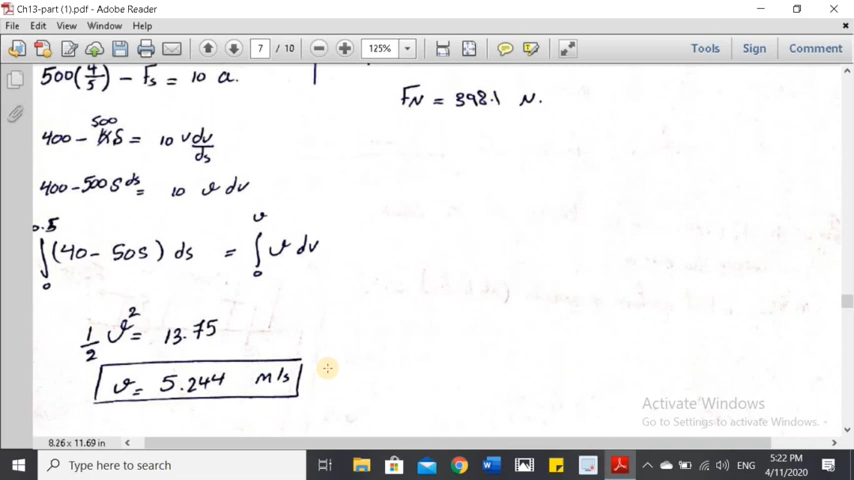 Ch13-part (1).pdf - Adobe Reader
File Edit View Window Help
7 / 10 125% Tools Sign Comment
500(4/5) - Fs = 10 a.
FN = 398.1 N.
500
400 - KS = 10 vdv/ds
400-500S ds = 10 v dv
0.5 v
∫(40-50s) ds = ∫ v dv
0 0
1/2 v² = 13.75
v = 5.244 m/s
Activate Windows
Go to Settings to activate Windows.
8.26 x 11.69 in
Type here to search
ENG
5:22 PM
4/11/2020